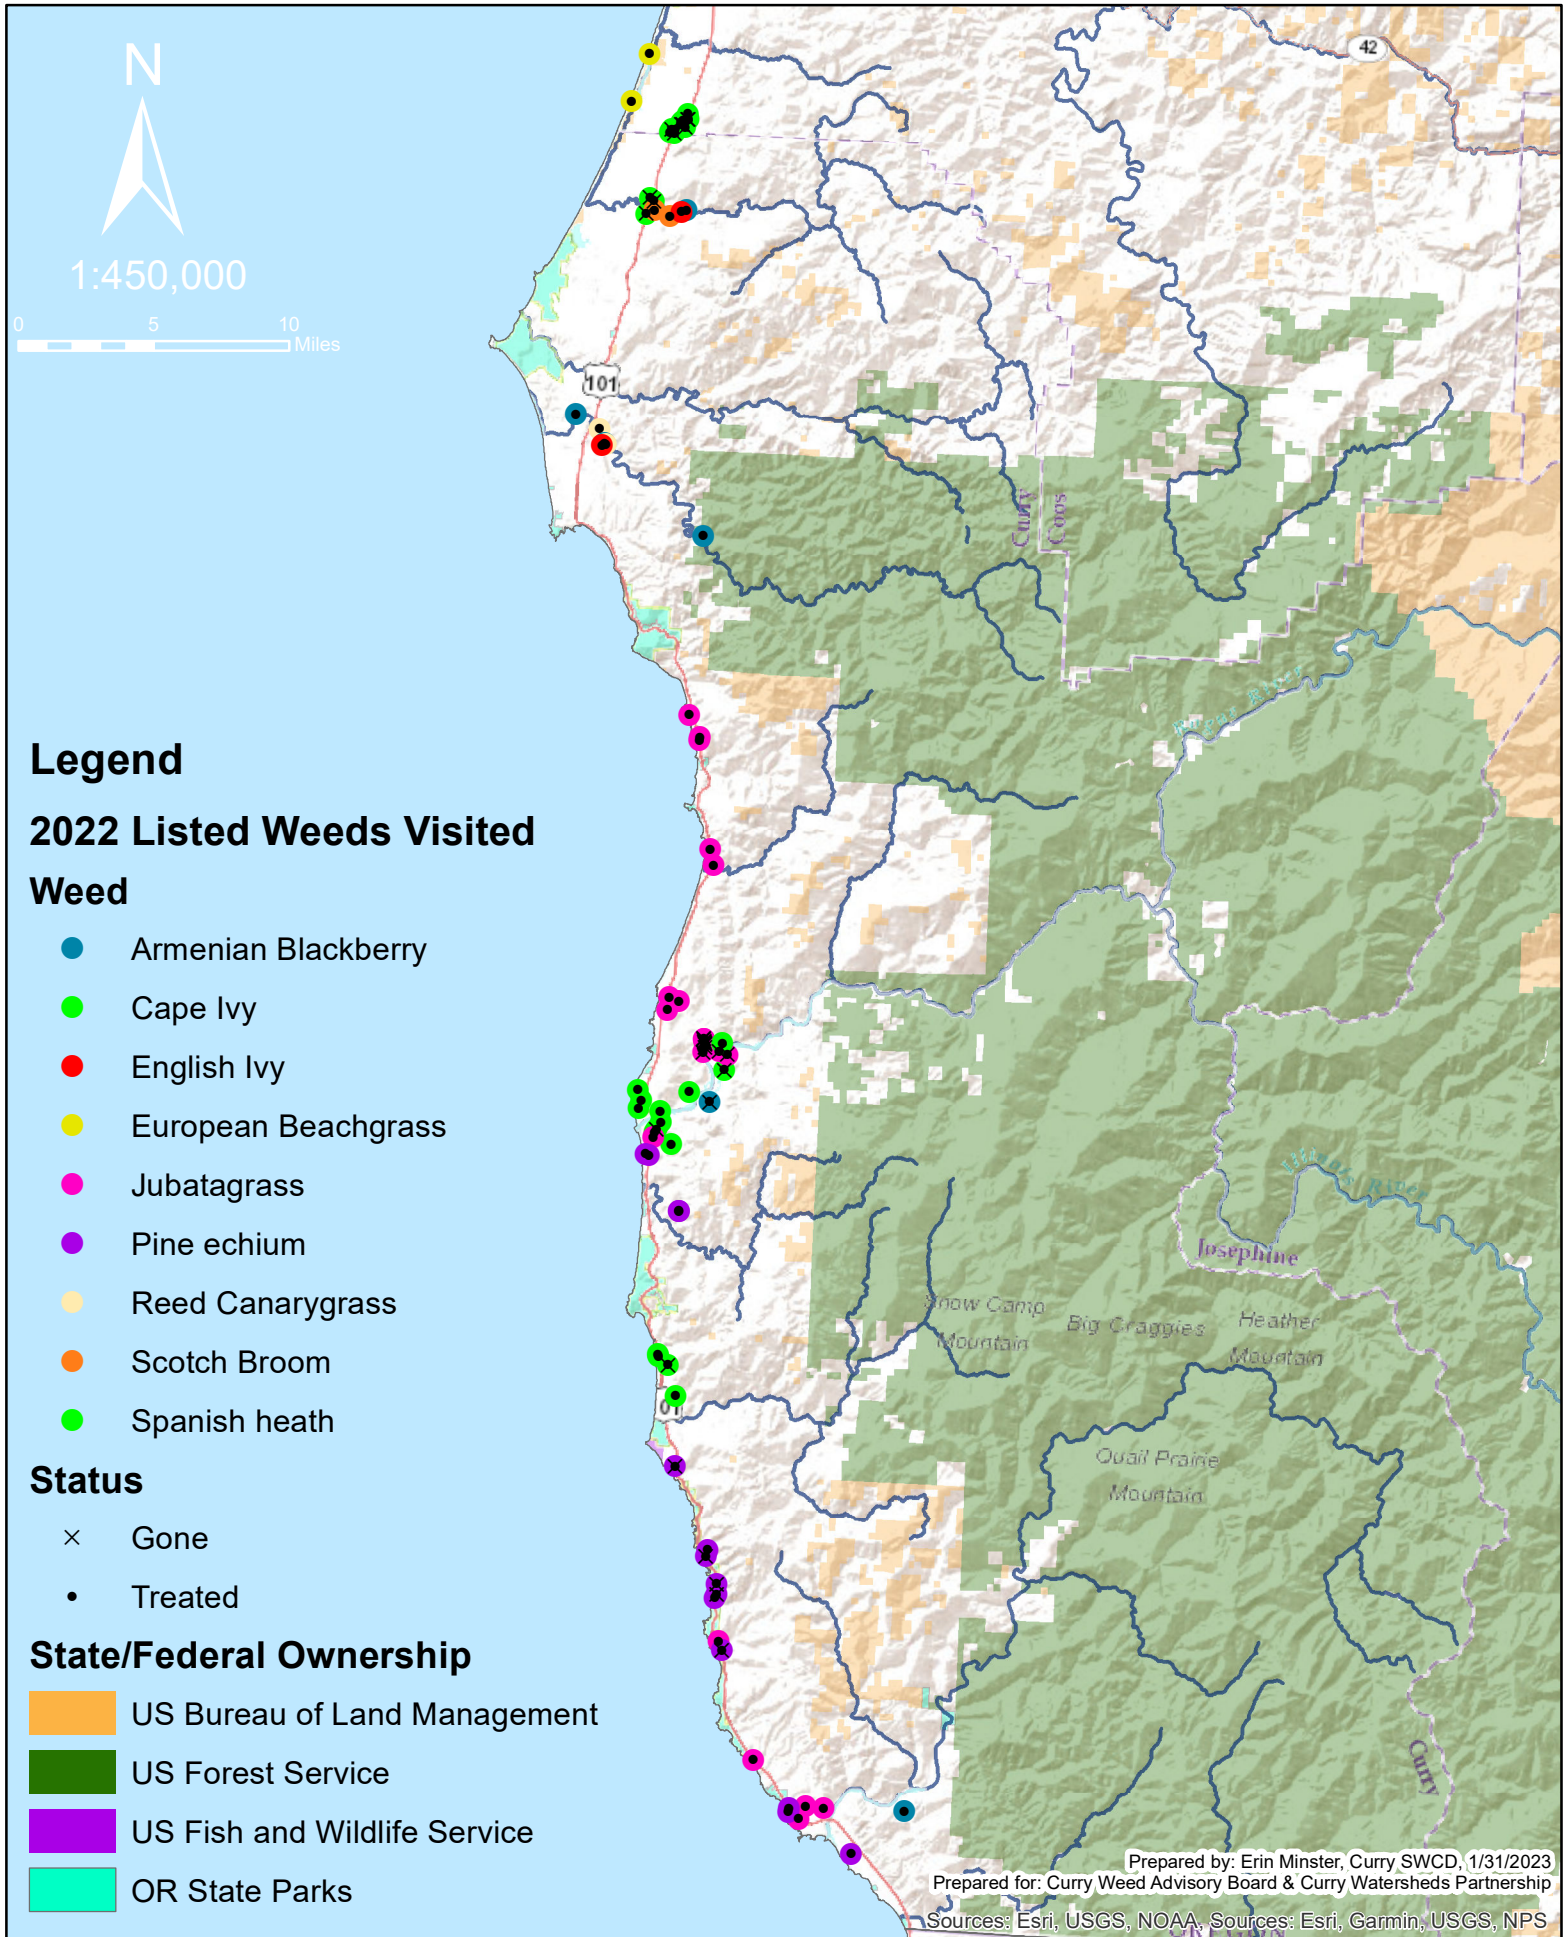 N
1:450,000
0 5 10
Miles
42
101
Curry
Coos
Rogue River
Legend
2022 Listed Weeds Visited
Weed
Armenian Blackberry
Cape Ivy
English Ivy
European Beachgrass
Jubatagrass
Pine echium
Reed Canarygrass
Scotch Broom
Spanish heath
Status
Gone
Treated
State/Federal Ownership
US Bureau of Land Management
US Forest Service
US Fish and Wildlife Service
OR State Parks
Illinois River
Josephine
Snow Camp
Mountain
Big Craggies
Heather
Mountain
01
Quail Prairie
Mountain
Curry
Prepared by: Erin Minster, Curry SWCD, 1/31/2023
Prepared for: Curry Weed Advisory Board & Curry Watersheds Partnership
Sources: Esri, USGS, NOAA, Sources: Esri, Garmin, USGS, NPS